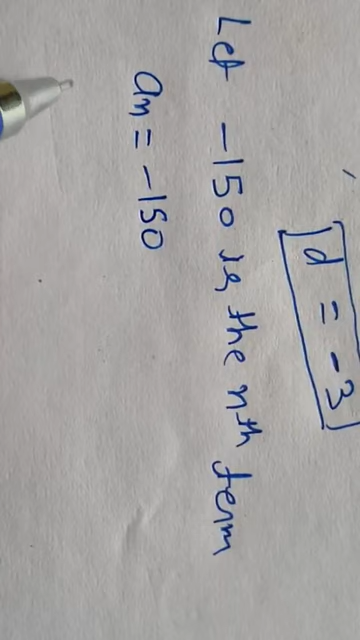 d = -3
Let -150 is the nth term
an = -150